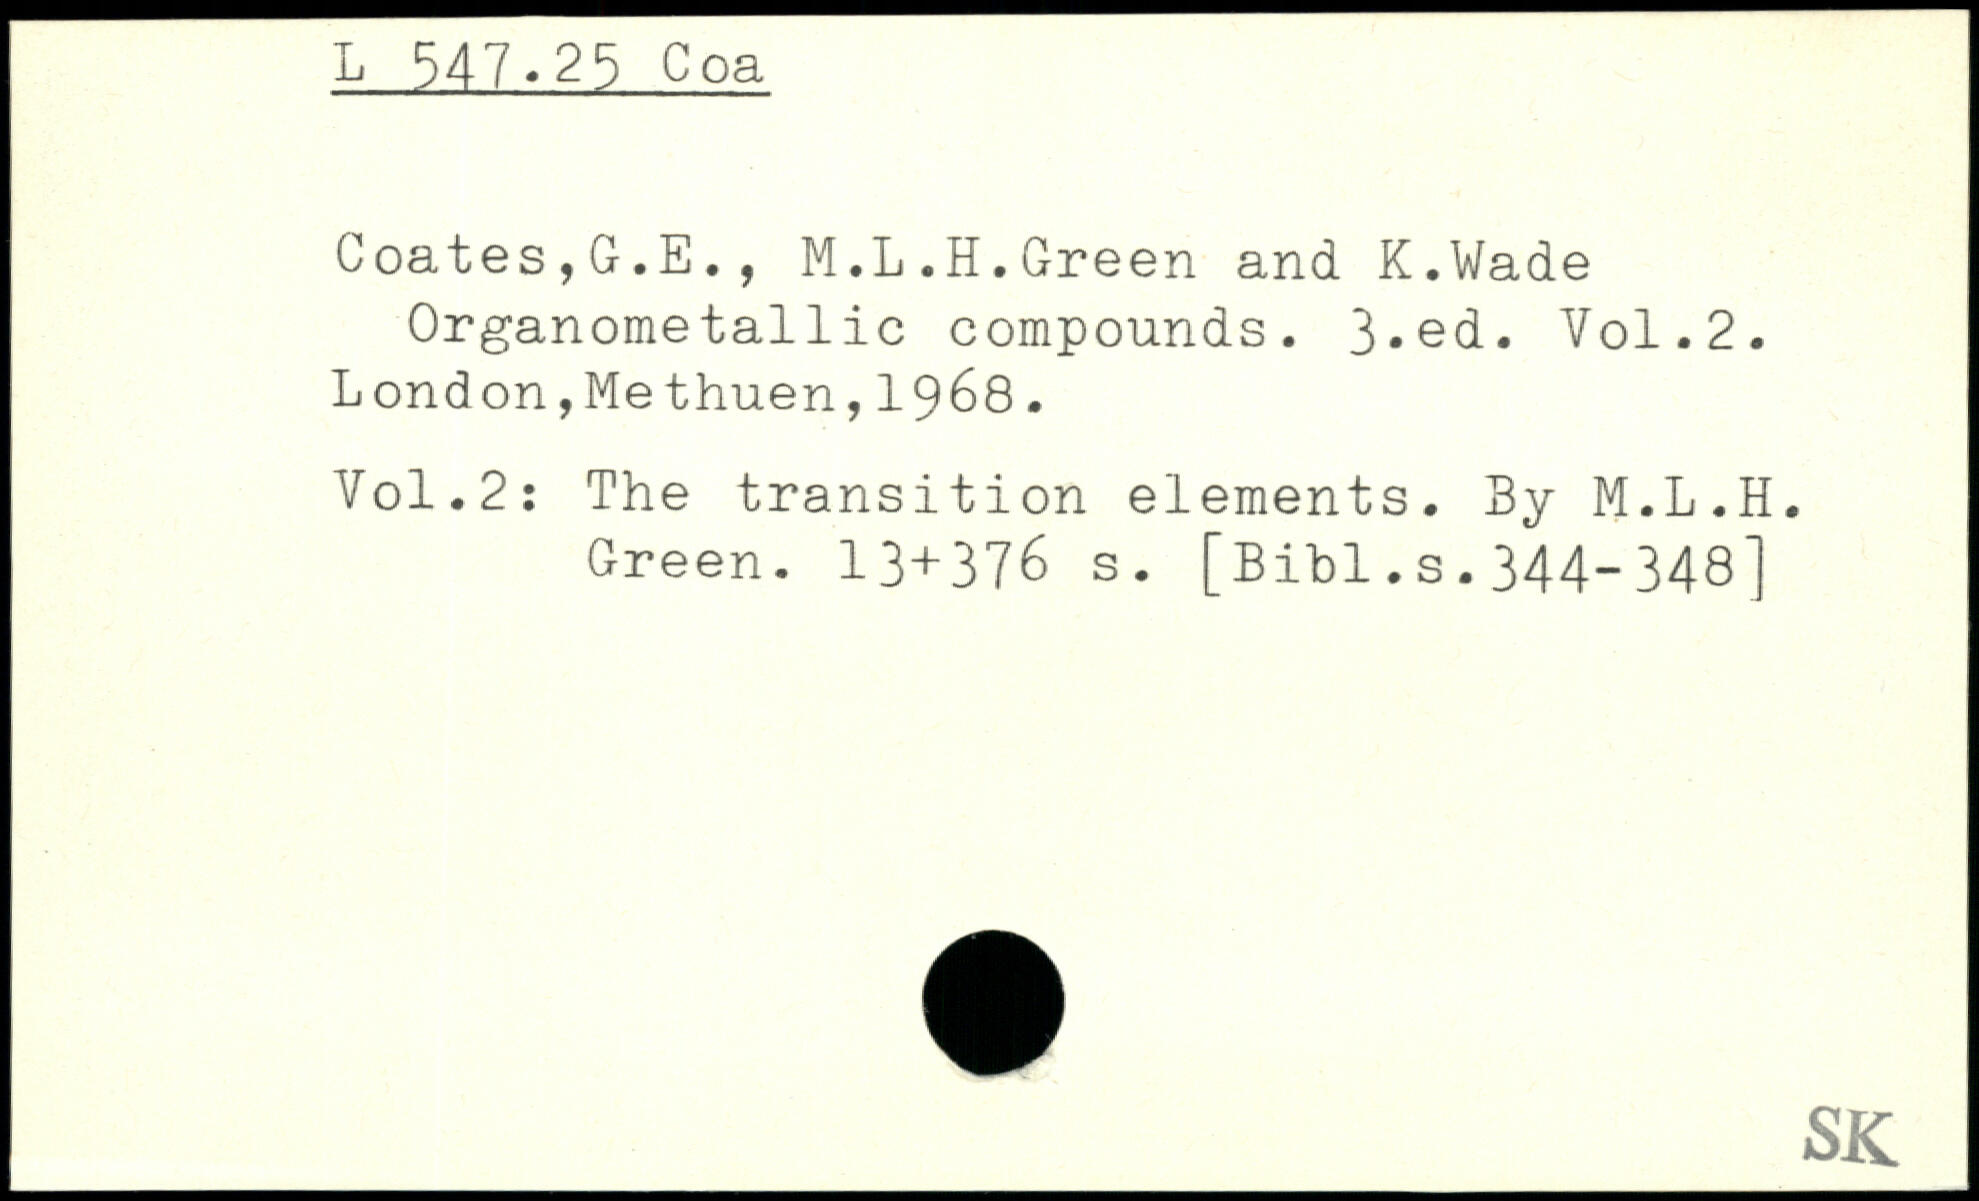 L 547.25 Coa
Coates,G.E., M.L.H.Green and K.Wade
Organometallic compounds. 3.ed. Vol.2.
London,Methuen,1968.
Vol.2: The transition elements. By M.L.H.
Green. 13+376 s. [Bibl.s.344-348]
SK